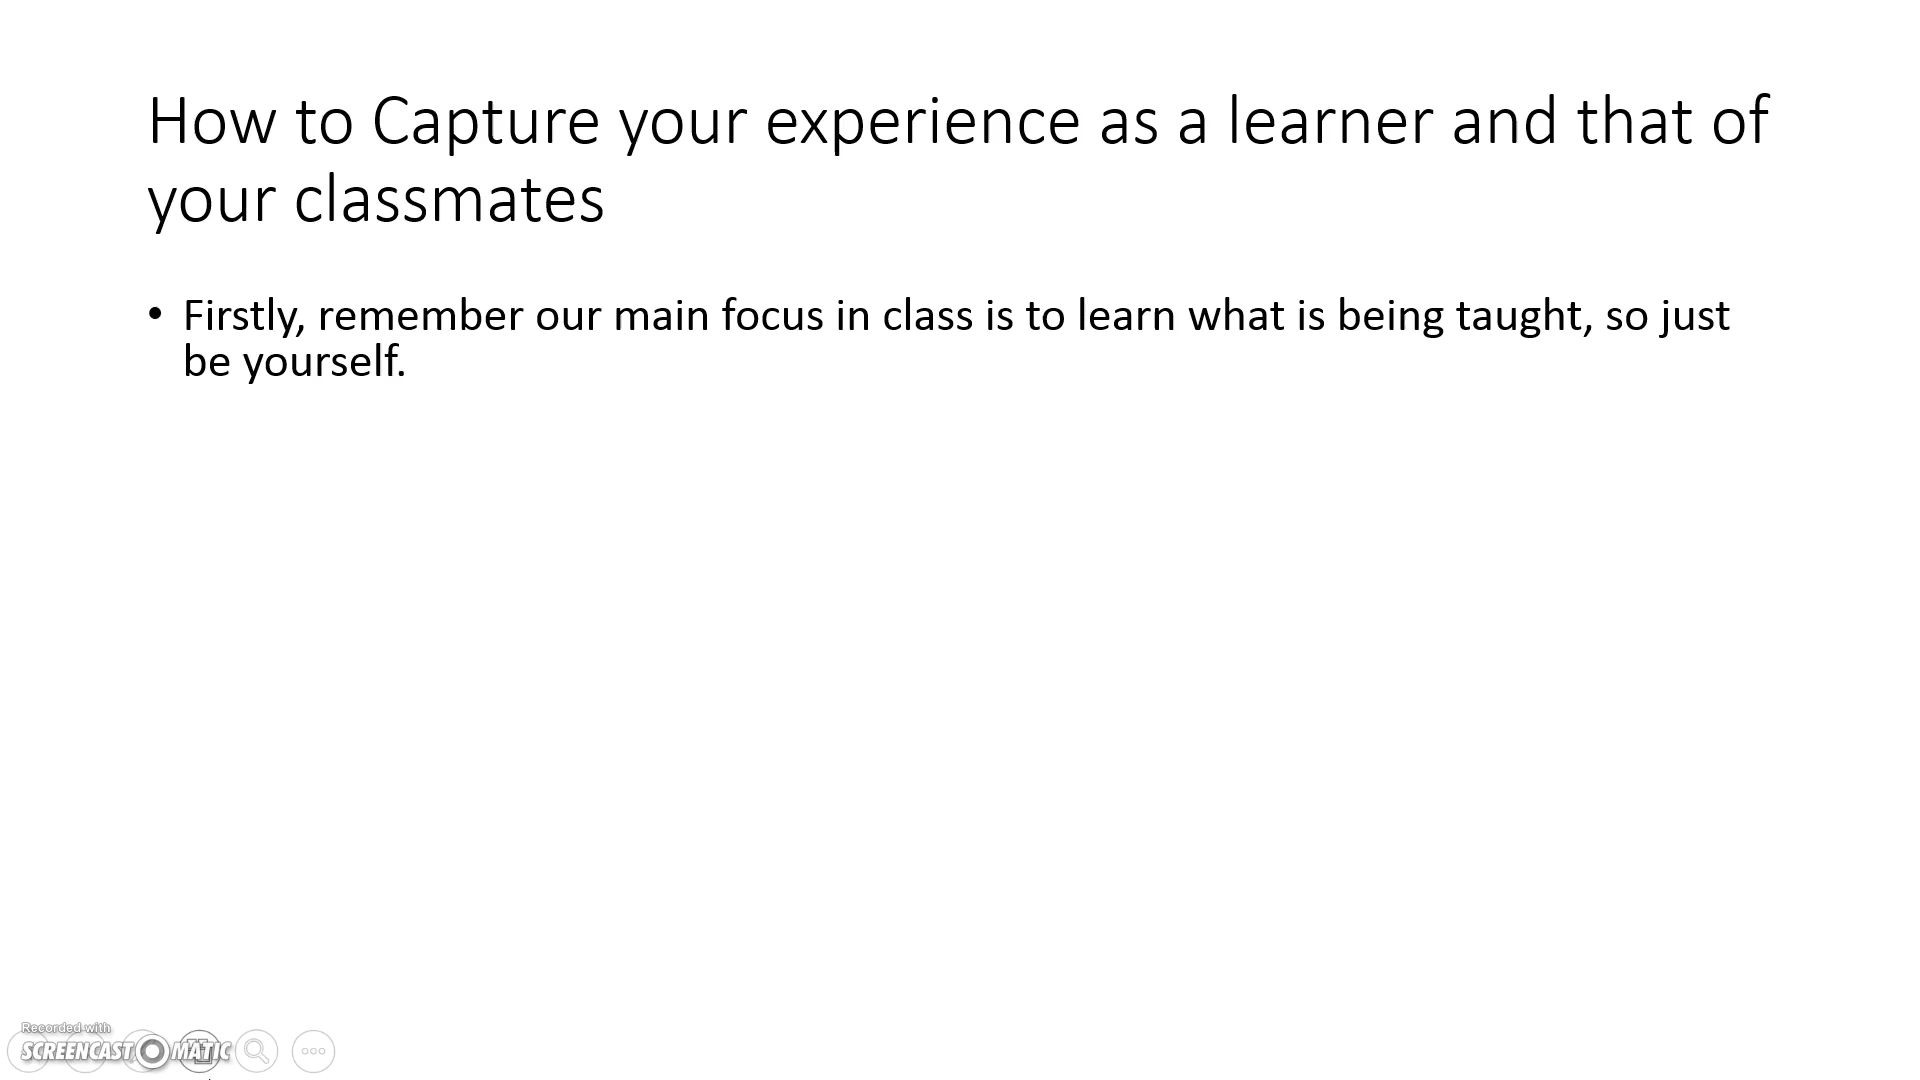 How to Capture your experience as a learner and that of
your classmates
• Firstly, remember our main focus in class is to learn what is being taught, so just
be yourself.
Recorded with
SCREENCAST MATIC